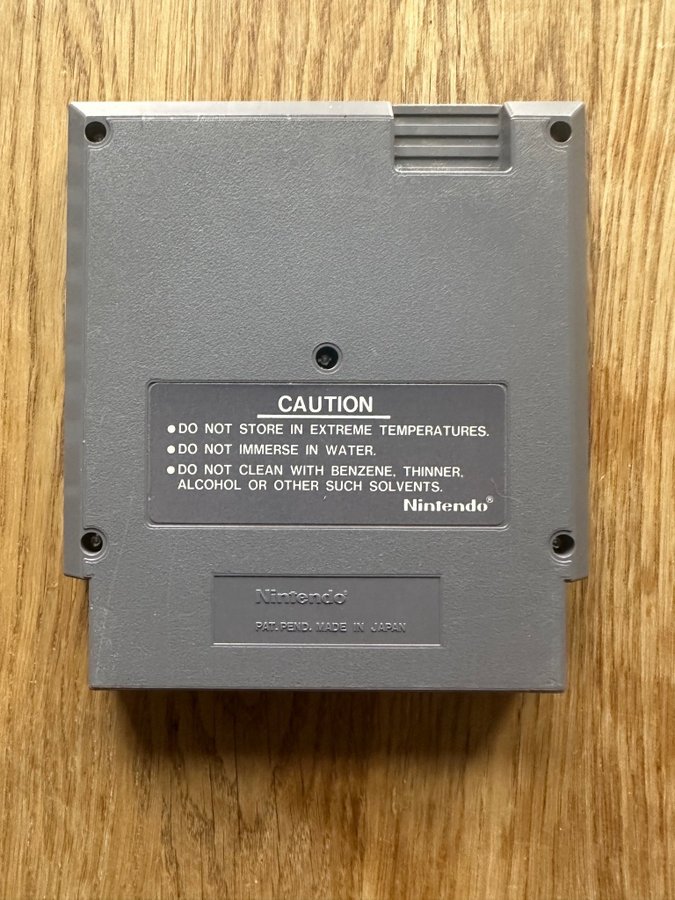 CAUTION
●DO NOT STORE IN EXTREME TEMPERATURES.
●DO NOT IMMERSE IN WATER.
●DO NOT CLEAN WITH BENZENE, THINNER,
ALCOHOL OR OTHER SUCH SOLVENTS.
Nintendo®
Nintendo®
PAT. PEND. MADE IN JAPAN